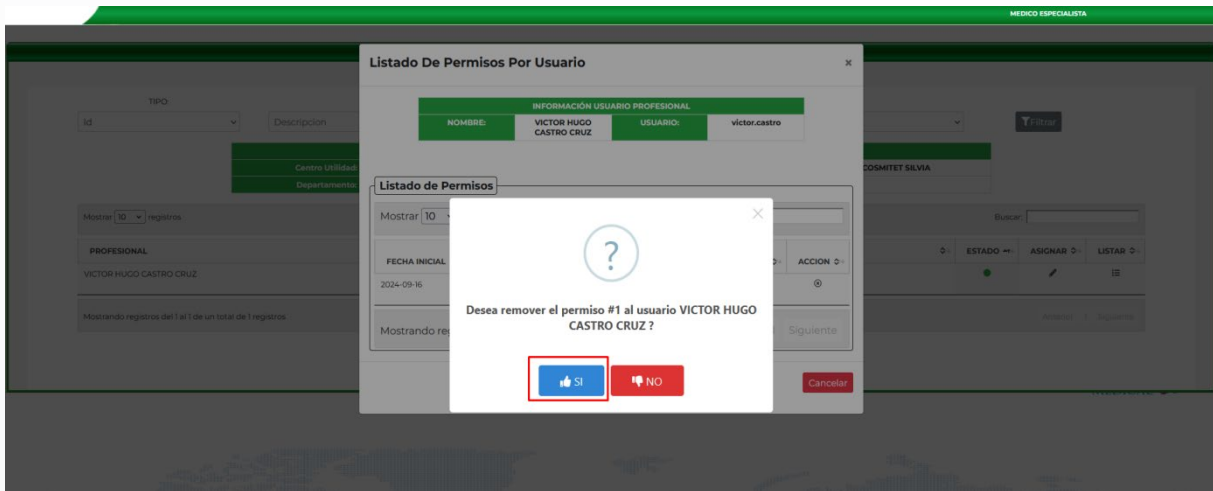 MEDICO ESPECIALISTA
Listado De Permisos Por Usuario ×
TIPO:
Id Descripcion Filtrar
INFORMACIÓN USUARIO PROFESIONAL
NOMBRE: VICTOR HUGO CASTRO CRUZ USUARIO: victor.castro
Centro Utilidad: COSMITET SILVIA
Departamento:
Listado de Permisos
Mostrar 10 registros Buscar:
Mostrar 10
PROFESIONAL ESTADO ASIGNAR LISTAR
FECHA INICIAL ACCION
VICTOR HUGO CASTRO CRUZ
2024-09-16
Desea remover el permiso #1 al usuario VICTOR HUGO
CASTRO CRUZ ?
Mostrando registros del 1 al 1 de un total de 1 registros Anterior 1 Siguiente
Mostrando Siguiente
SI NO
Cancelar